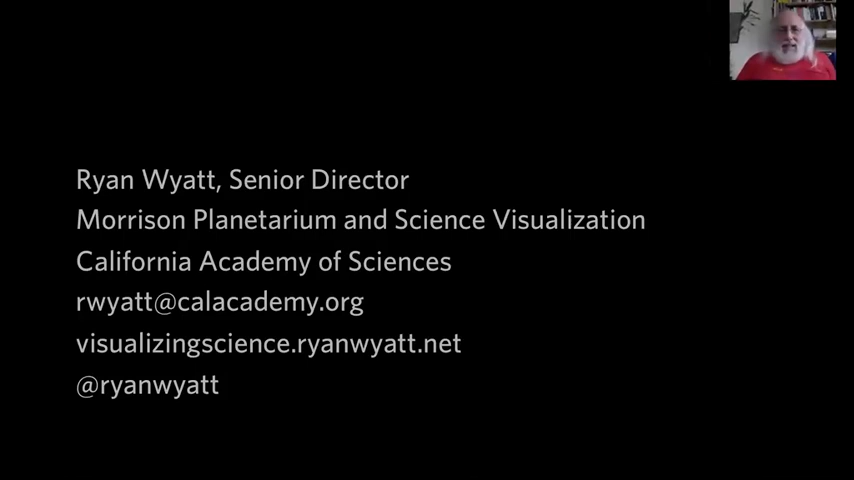 Ryan Wyatt, Senior Director
Morrison Planetarium and Science Visualization
California Academy of Sciences
rwyatt@calacademy.org
visualizingscience.ryanwyatt.net
@ryanwyatt